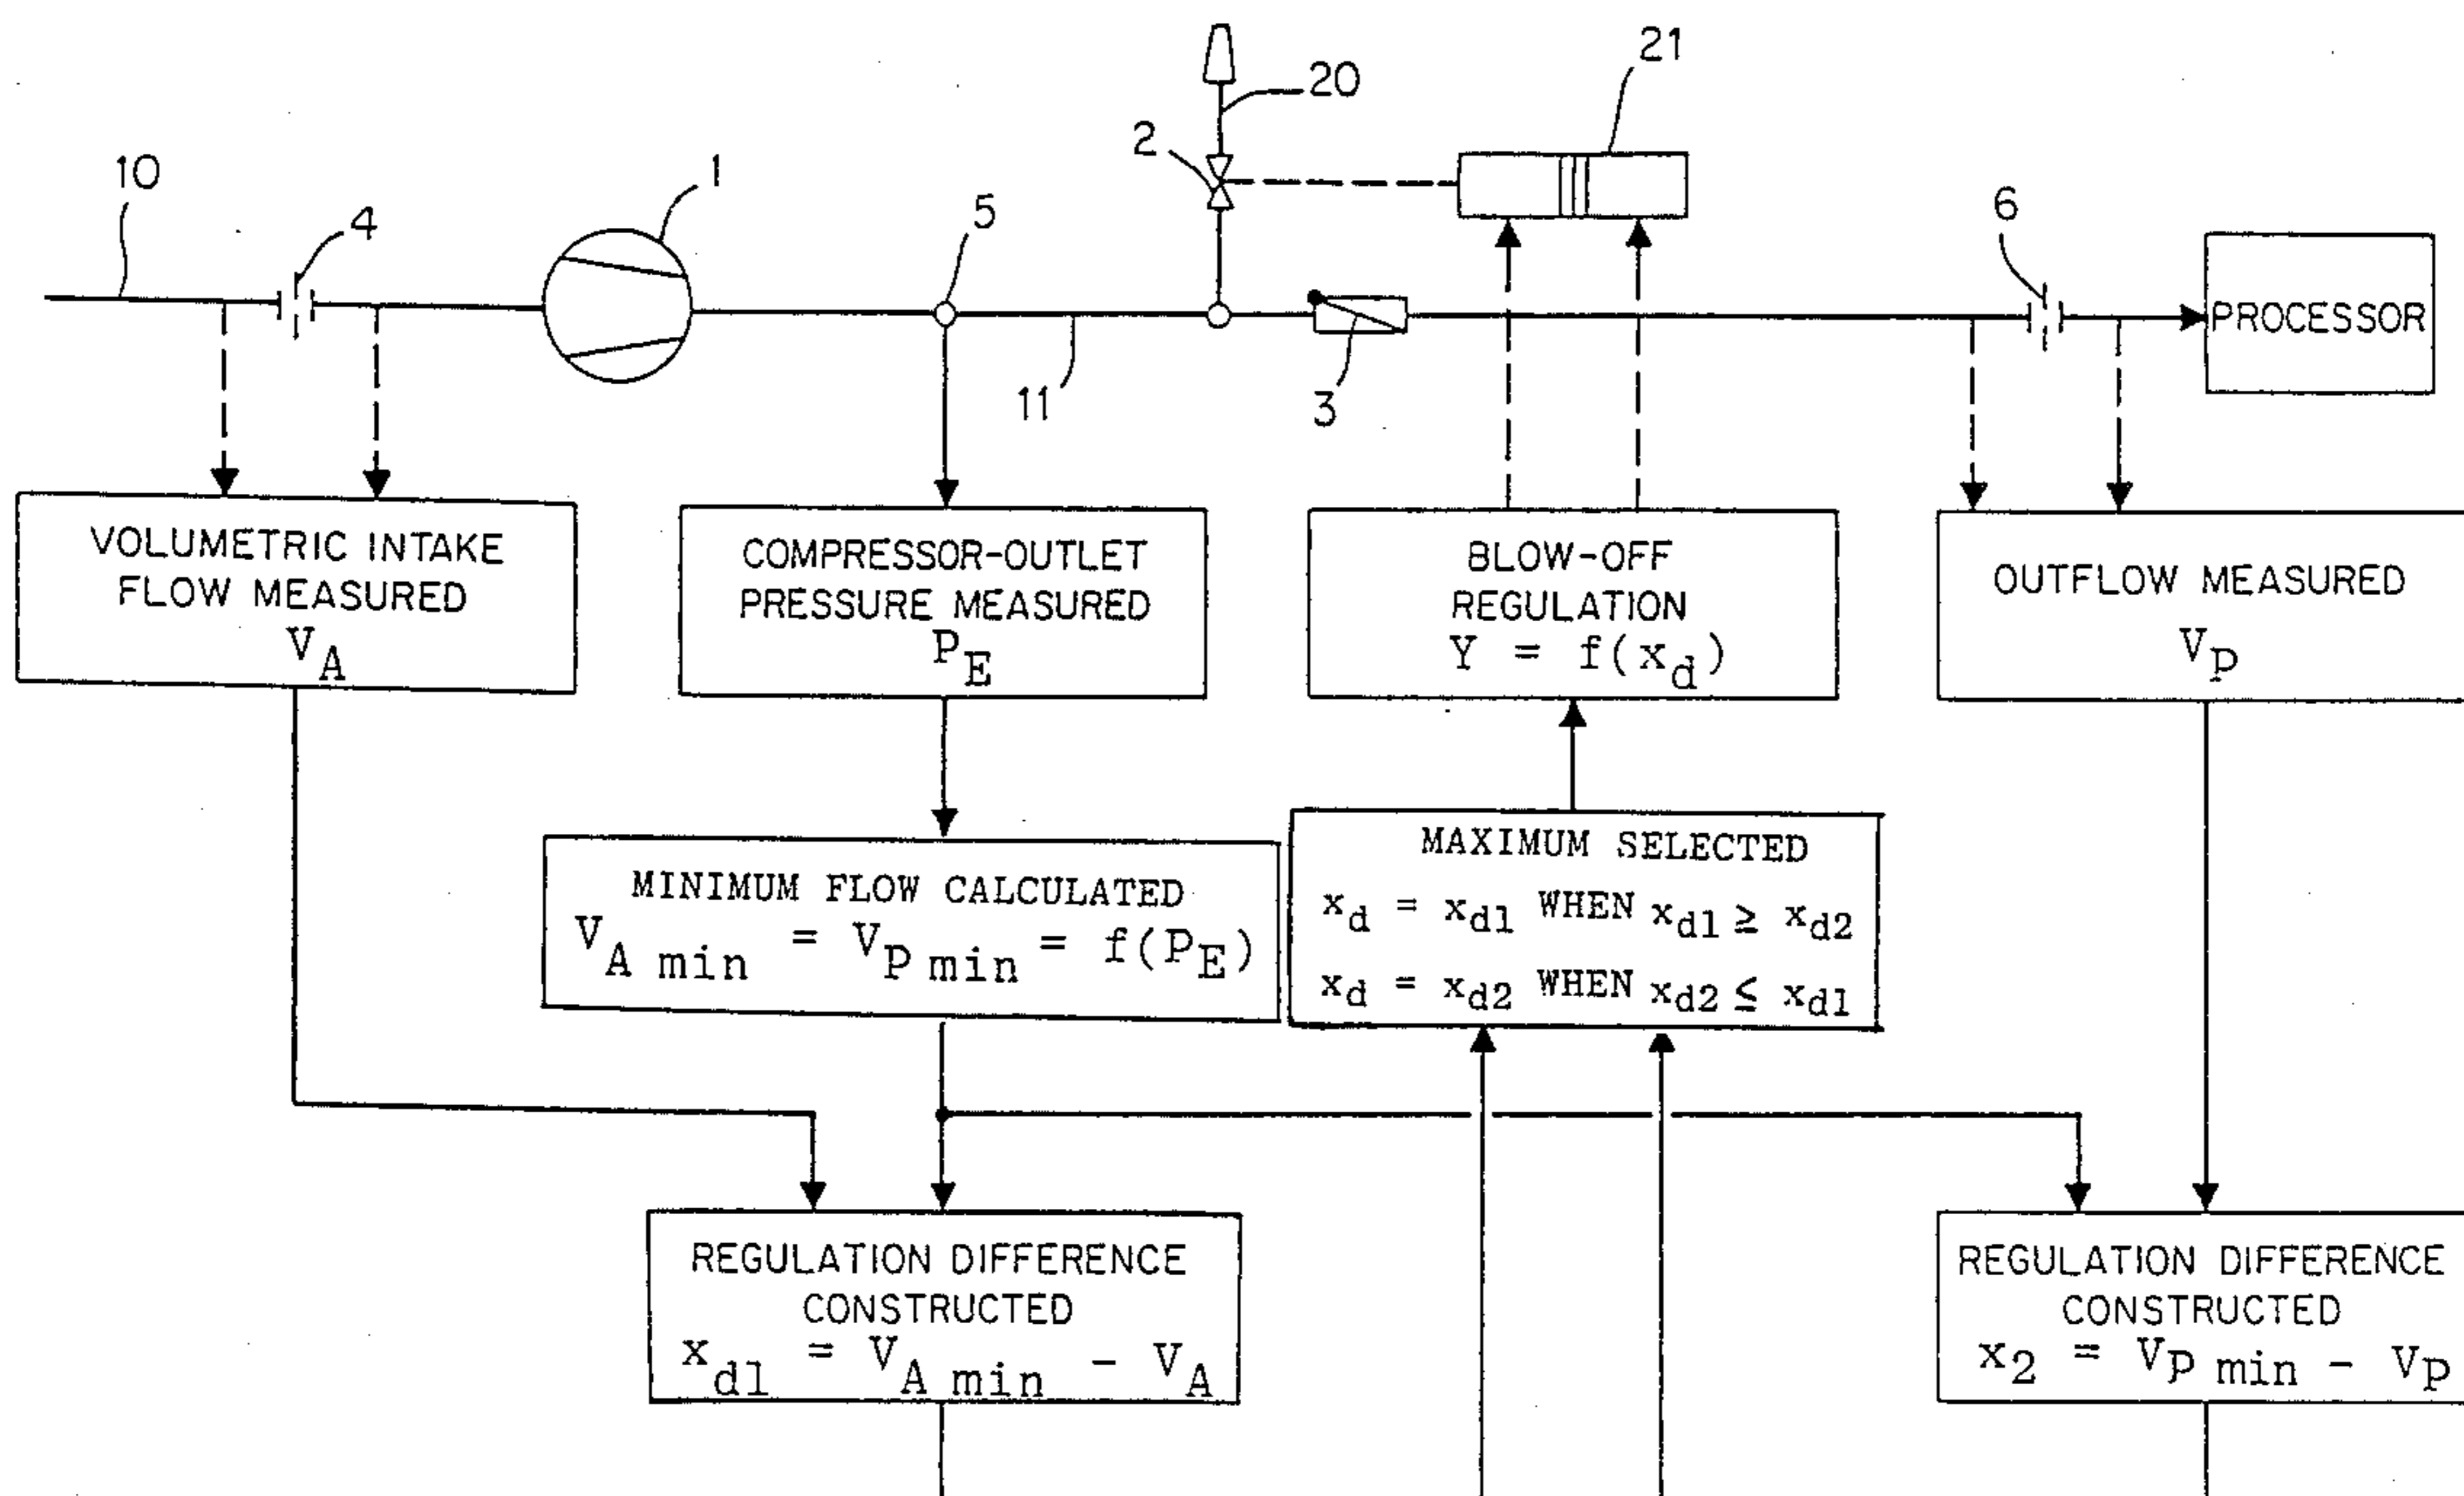 21
20
2
10
1
4
5
6
PROCESSOR
11
3
VOLUMETRIC INTAKE
FLOW MEASURED
V_A
COMPRESSOR-OUTLET
PRESSURE MEASURED
P_E
BLOW-OFF
REGULATION
Y = f(x_d)
OUTFLOW MEASURED
V_P
MINIMUM FLOW CALCULATED
V_A min = V_P min = f(P_E)
MAXIMUM SELECTED
x_d = x_d1 WHEN x_d1 ≥ x_d2
x_d = x_d2 WHEN x_d2 ≤ x_d1
REGULATION DIFFERENCE
CONSTRUCTED
x_d1 = V_A min - V_A
REGULATION DIFFERENCE
CONSTRUCTED
x_2 = V_P min - V_P